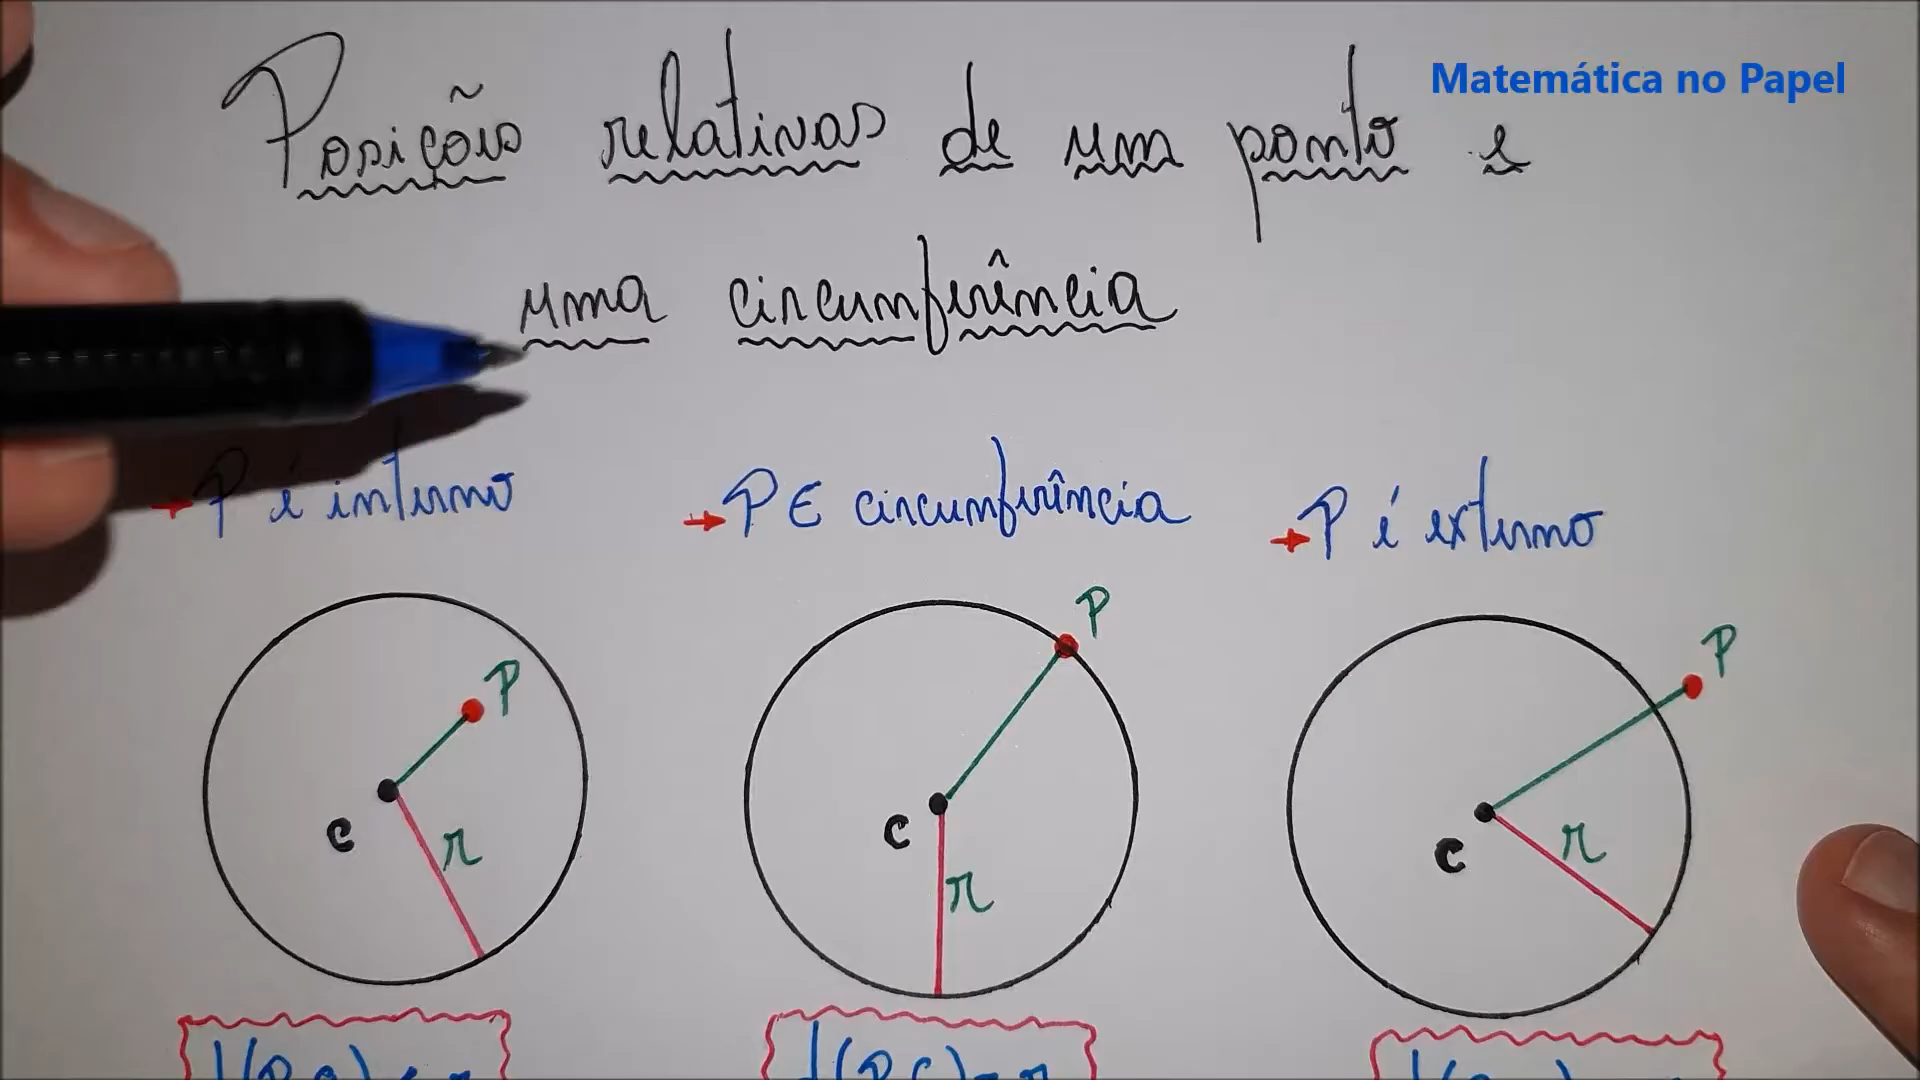 Matemática no Papel
Posições relativas de um ponto e
uma circunferência
P é interno
P ∈ circunferência
P é externo
P
C
r
P
C
r
P
C
r